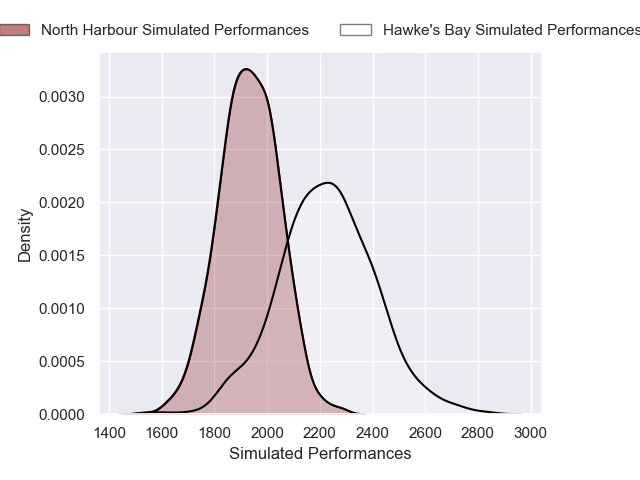 North Harbour Simulated Performances
Hawke's Bay Simulated Performances
0.0030
0.0025
0.0020
0.0015
0.0010
0.0005
0.0000
Density
1400 1600 1800 2000 2200 2400 2600 2800 3000
Simulated Performances